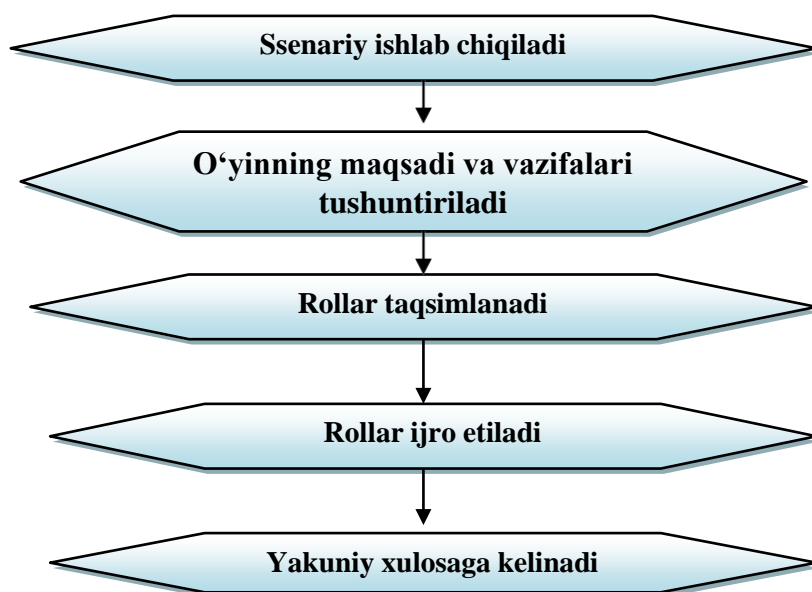 Ssenariy ishlab chiqiladi
O‘yinning maqsadi va vazifalari
tushuntiriladi
Rollar taqsimlanadi
Rollar ijro etiladi
Yakuniy xulosaga kelinadi